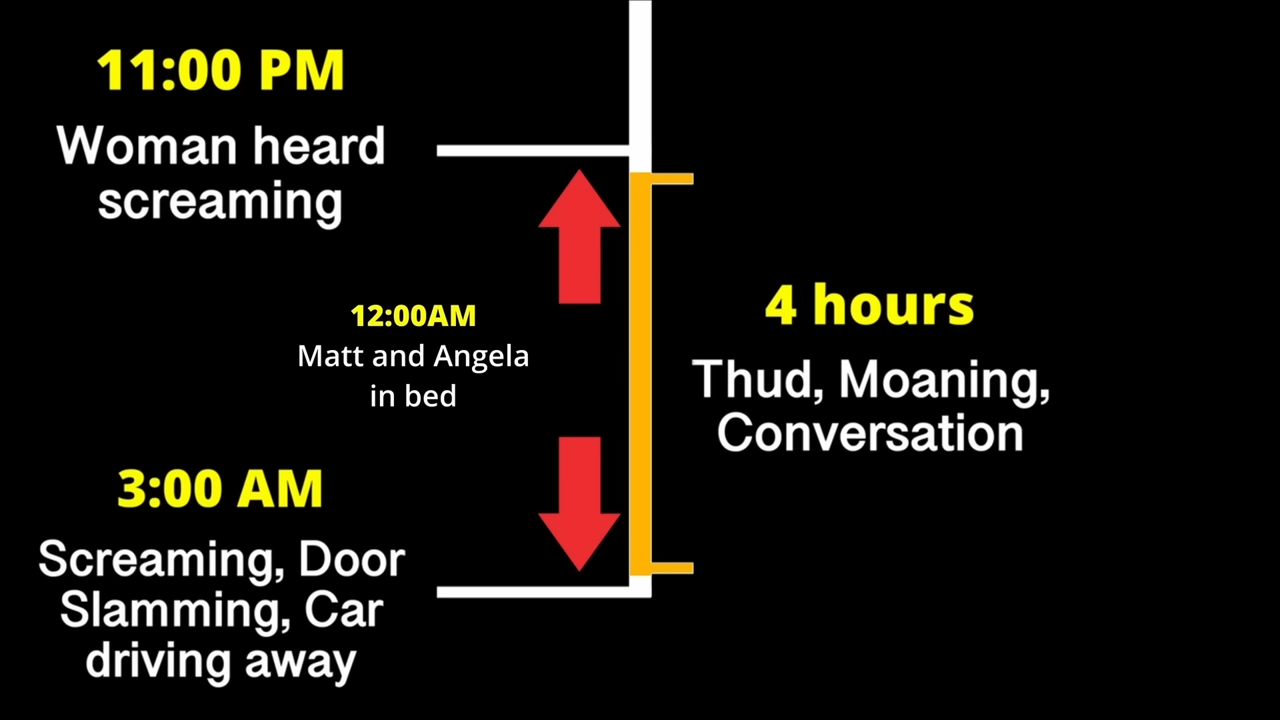 11:00 PM
Woman heard
screaming
12:00AM
Matt and Angela
in bed
3:00 AM
Screaming, Door
Slamming, Car
driving away
4 hours
Thud, Moaning,
Conversation